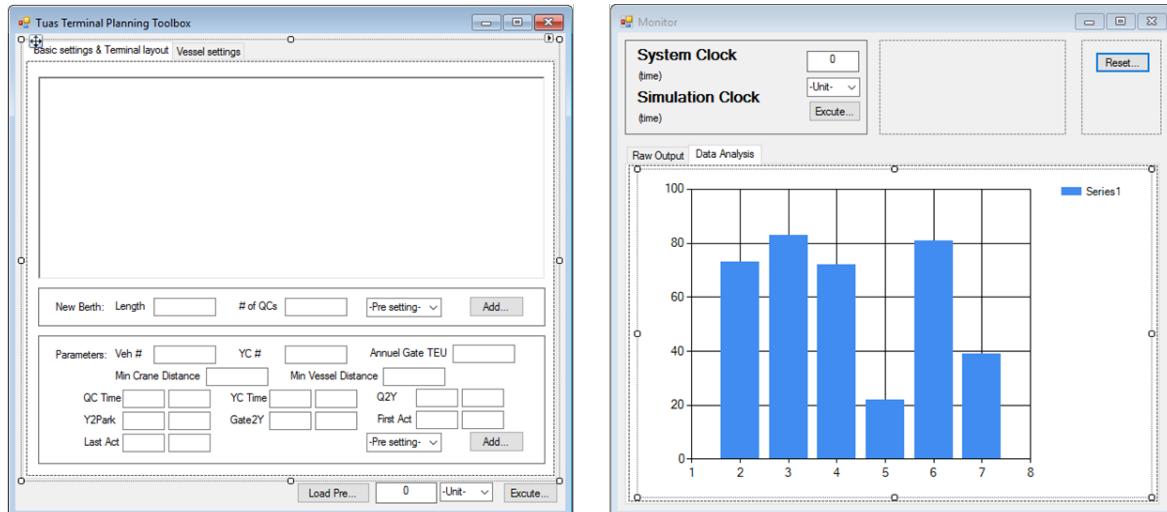 Tuas Terminal Planning Toolbox
Basic settings & Terminal layout Vessel settings
New Berth: Length # of QCs -Pre setting- Add...
Parameters: Veh # YC # Annuel Gate TEU
Min Crane Distance Min Vessel Distance
QC Time YC Time Q2Y
Y2Park Gate2Y First Act
Last Act -Pre setting- Add...
Load Pre... 0 -Unit- Excute...
Monitor
System Clock 0 Reset...
(time) -Unit-
Simulation Clock
(time) Excute...
Raw Output Data Analysis
100 Series1
80
60
40
20
0
1 2 3 4 5 6 7 8